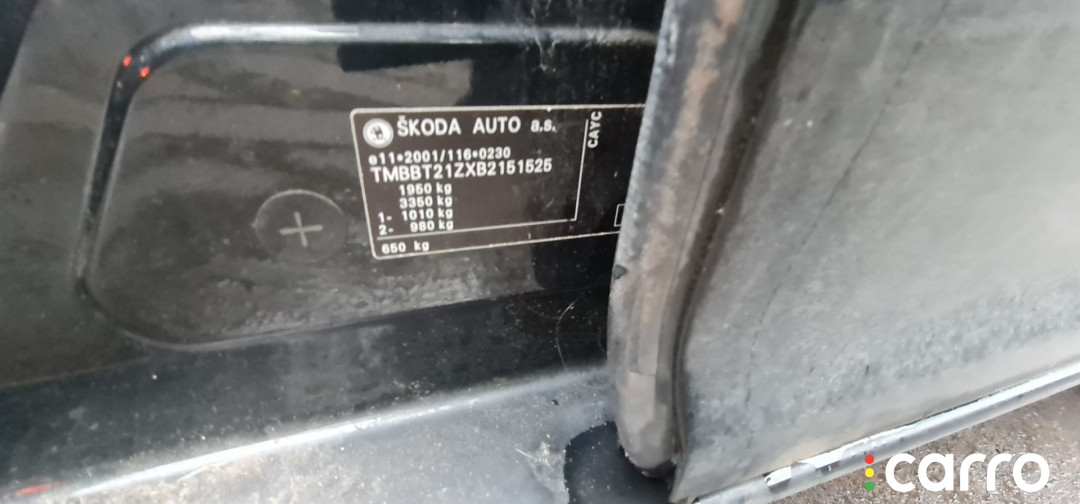 ŠKODA AUTO a.s.
CAYC
e11*2001/116*0230
TMBBT21ZXB2151525
1950 kg
3350 kg
1- 1010 kg
2- 980 kg
650 kg
carro